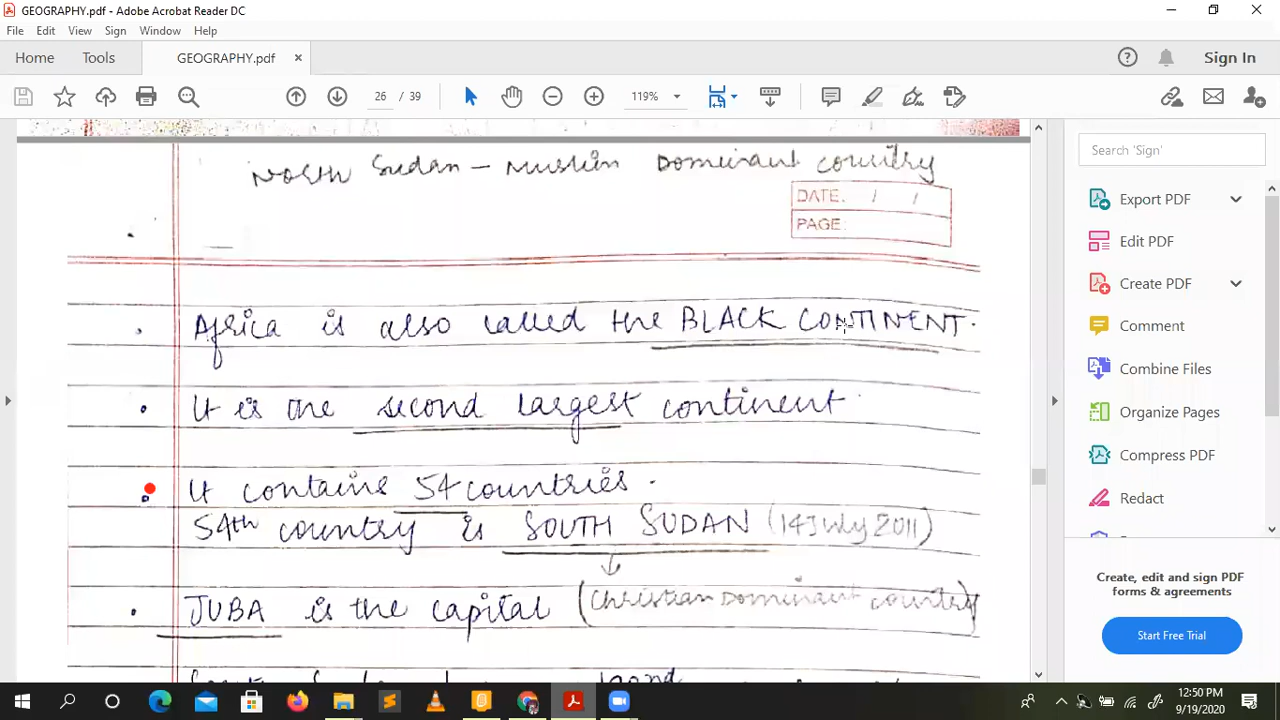 GEOGRAPHY.pdf - Adobe Acrobat Reader DC
File Edit View Sign Window Help
Home Tools GEOGRAPHY.pdf × Sign In
26 / 39 119%
North Sudan – Muslim Dominant country
DATE: / /
PAGE:
Africa is also called the BLACK CONTINENT.
It is the second largest continent.
It contains 54 countries.
54th country is SOUTH SUDAN (14 July 2011)
JUBA is the capital (Christian Dominant country)
Search 'Sign'
Export PDF
Edit PDF
Create PDF
Comment
Combine Files
Organize Pages
Compress PDF
Redact
Create, edit and sign PDF
forms & agreements
Start Free Trial
12:50 PM
9/19/2020